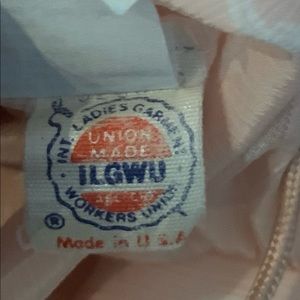 INT. LADIES GARMENT
UNION
MADE
ILGWU
WORKERS UNION
®
Made in U.S.A